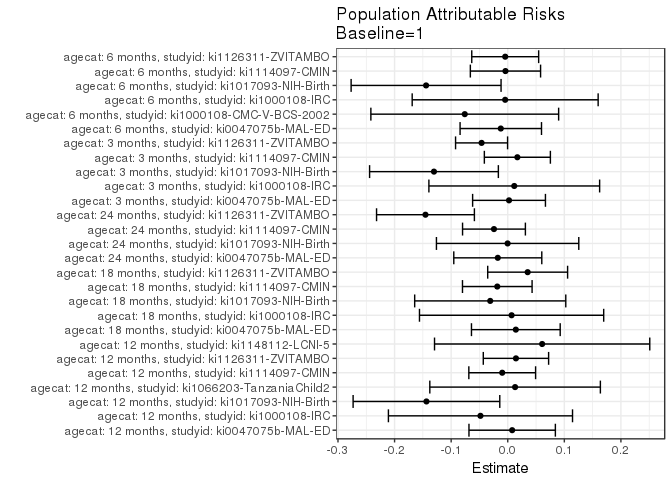 Population Attributable Risks
Baseline=1
agecat: 6 months, studyid: ki1126311-ZVITAMBO
agecat: 6 months, studyid: ki1114097-CMIN
agecat: 6 months, studyid: ki1017093-NIH-Birth
agecat: 6 months, studyid: ki1000108-IRC
agecat: 6 months, studyid: ki1000108-CMC-V-BCS-2002
agecat: 6 months, studyid: ki0047075b-MAL-ED
agecat: 3 months, studyid: ki1126311-ZVITAMBO
agecat: 3 months, studyid: ki1114097-CMIN
agecat: 3 months, studyid: ki1017093-NIH-Birth
agecat: 3 months, studyid: ki1000108-IRC
agecat: 3 months, studyid: ki0047075b-MAL-ED
agecat: 24 months, studyid: ki1126311-ZVITAMBO
agecat: 24 months, studyid: ki1114097-CMIN
agecat: 24 months, studyid: ki1017093-NIH-Birth
agecat: 24 months, studyid: ki0047075b-MAL-ED
agecat: 18 months, studyid: ki1126311-ZVITAMBO
agecat: 18 months, studyid: ki1114097-CMIN
agecat: 18 months, studyid: ki1017093-NIH-Birth
agecat: 18 months, studyid: ki1000108-IRC
agecat: 18 months, studyid: ki0047075b-MAL-ED
agecat: 12 months, studyid: ki1148112-LCNI-5
agecat: 12 months, studyid: ki1126311-ZVITAMBO
agecat: 12 months, studyid: ki1114097-CMIN
agecat: 12 months, studyid: ki1066203-TanzaniaChild2
agecat: 12 months, studyid: ki1017093-NIH-Birth
agecat: 12 months, studyid: ki1000108-IRC
agecat: 12 months, studyid: ki0047075b-MAL-ED
-0.3 -0.2 -0.1 0.0 0.1 0.2
Estimate